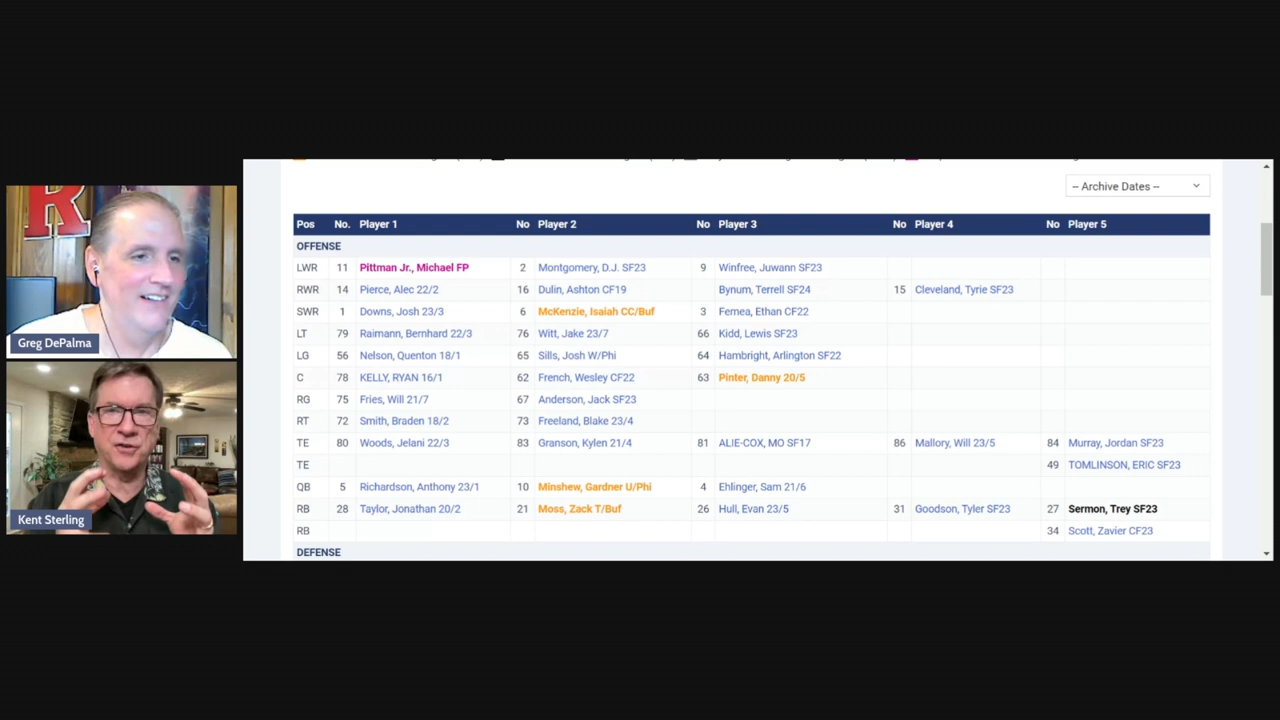 -- Archive Dates --
Pos No. Player 1 No Player 2 No Player 3 No Player 4 No Player 5
OFFENSE
LWR 11 Pittman Jr., Michael FP 2 Montgomery, D.J. SF23 9 Winfree, Juwann SF23
RWR 14 Pierce, Alec 22/2 16 Dulin, Ashton CF19 Bynum, Terrell SF24 15 Cleveland, Tyrie SF23
SWR 1 Downs, Josh 23/3 6 McKenzie, Isaiah CC/Buf 3 Fernea, Ethan CF22
LT 79 Raimann, Bernhard 22/3 76 Witt, Jake 23/7 66 Kidd, Lewis SF23
LG 56 Nelson, Quenton 18/1 65 Sills, Josh W/Phi 64 Hambright, Arlington SF22
C 78 KELLY, RYAN 16/1 62 French, Wesley CF22 63 Pinter, Danny 20/5
RG 75 Fries, Will 21/7 67 Anderson, Jack SF23
RT 72 Smith, Braden 18/2 73 Freeland, Blake 23/4
TE 80 Woods, Jelani 22/3 83 Granson, Kylen 21/4 81 ALIE-COX, MO SF17 86 Mallory, Will 23/5 84 Murray, Jordan SF23
TE 49 TOMLINSON, ERIC SF23
QB 5 Richardson, Anthony 23/1 10 Minshew, Gardner U/Phi 4 Ehlinger, Sam 21/6
RB 28 Taylor, Jonathan 20/2 21 Moss, Zack T/Buf 26 Hull, Evan 23/5 31 Goodson, Tyler SF23 27 Sermon, Trey SF23
RB 34 Scott, Zavier CF23
DEFENSE
R
Greg DePalma
Kent Sterling